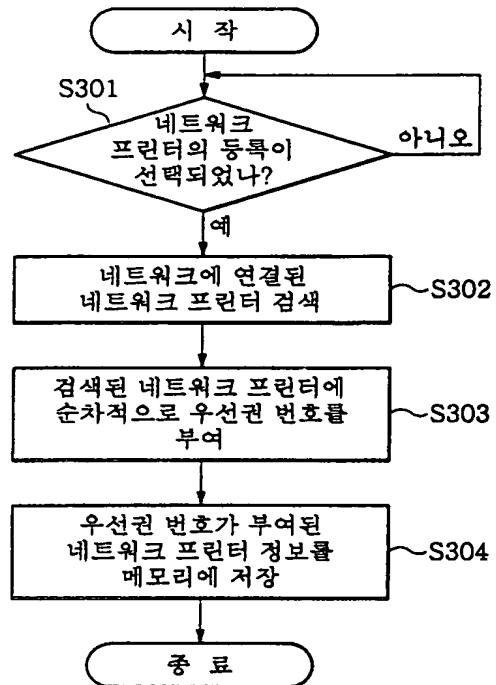 시 작
S301
네트워크
프린터의 등록이
선택되었나?
아니오
예
네트워크에 연결된
네트워크 프린터 검색
S302
검색된 네트워크 프린터에
순차적으로 우선권 번호를
부여
S303
우선권 번호가 부여된
네트워크 프린터 정보를
메모리에 저장
S304
종 료